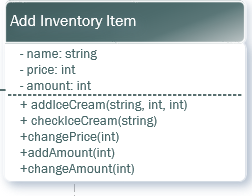 Add Inventory Item
- name: string
- price: int
- amount: int
+ addIceCream(string, int, int)
+ checkIceCream(string)
+changePrice(int)
+addAmount(int)
+changeAmount(int)